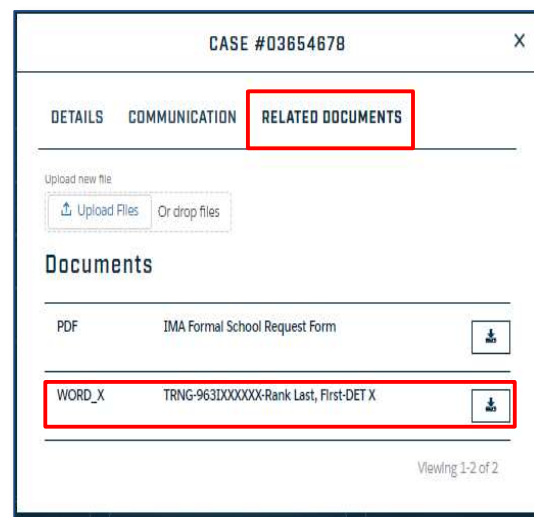 CASE #03654678 X
DETAILS COMMUNICATION RELATED DOCUMENTS
Upload new file
Upload Files Or drop files
Documents
PDF IMA Formal School Request Form
WORD_X TRNG-963IXXXXXX-Rank Last, First-DET X
Viewing 1-2 of 2